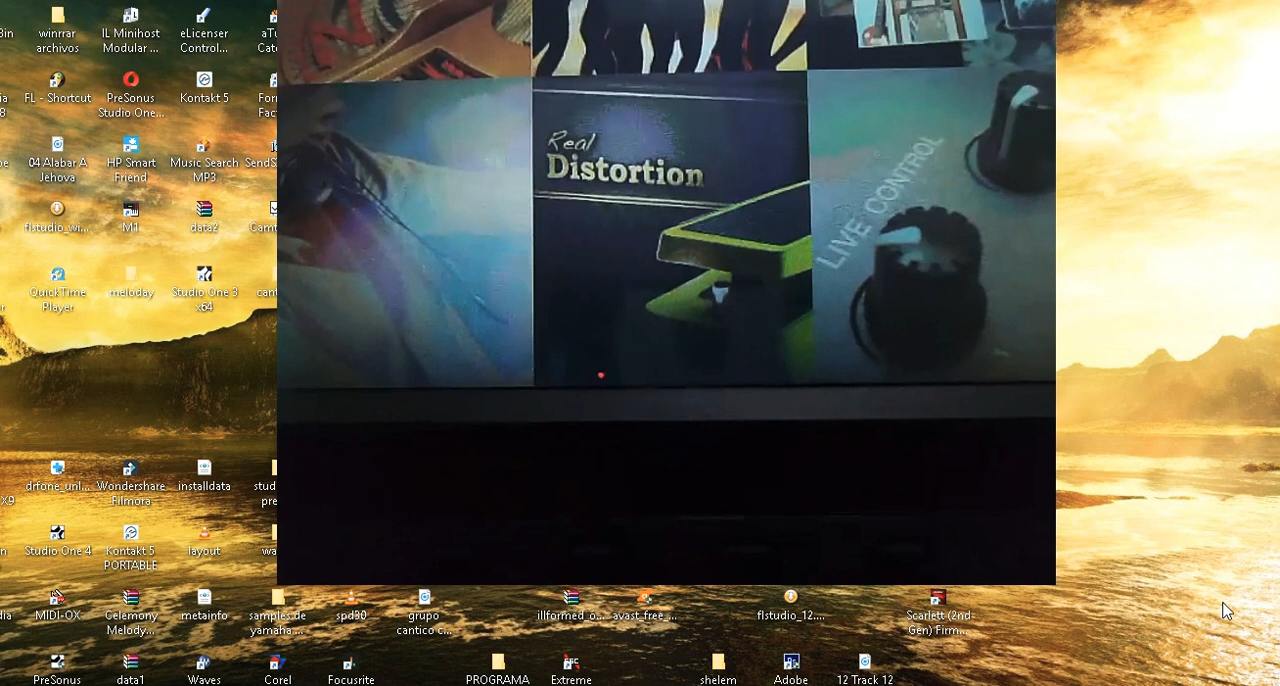 winrrar
archivos
IL Minihost
Modular ...
eLicenser
Control...
FL - Shortcut
PreSonus
Studio One...
Kontakt 5
04 Alabar A
Jehova
HP Smart
Friend
Music Search
MP3
flstudio_wi...
M1
data2
QuickTime
Player
meloday
Studio One 3
x64
Real
Distortion
LIVE CONTROL
drfone_unl...
Wondershare
Filmora
installdata
Studio One 4
Kontakt 5
PORTABLE
layout
MIDI-OX
Celemony
Melody...
metainfo
samples de
yamaha ...
spd30
grupo
cantico c...
illformed_o...
avast_free_...
flstudio_12....
Scarlett (2nd-
Gen) Firm...
PreSonus
data1
Waves
Corel
Focusrite
PROGRAMA
Extreme
shelem
Adobe
12 Track 12